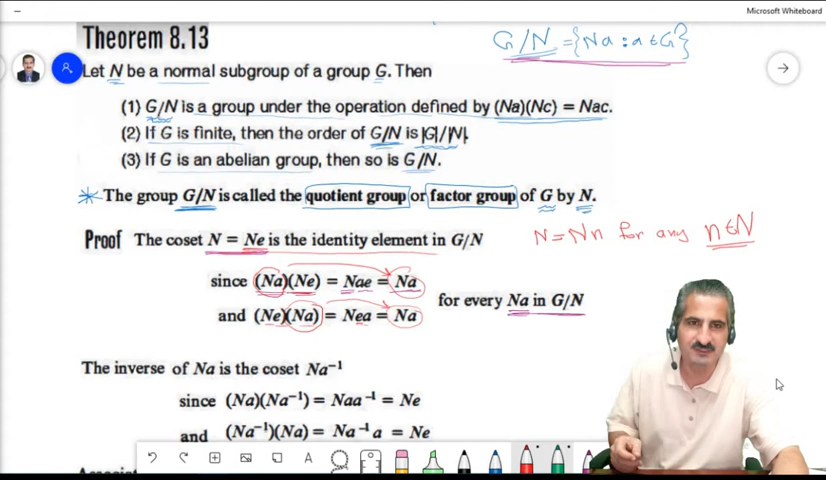 Microsoft Whiteboard
Theorem 8.13
G/N = {Na : a ∈ G}
Let N be a normal subgroup of a group G. Then
(1) G/N is a group under the operation defined by (Na)(Nc) = Nac.
(2) If G is finite, then the order of G/N is |G|/|N|.
(3) If G is an abelian group, then so is G/N.
* The group G/N is called the quotient group or factor group of G by N.
Proof The coset N = Ne is the identity element in G/N
N = Nn for any n ∈ N
since (Na)(Ne) = Nae = Na
and (Ne)(Na) = Nea = Na
for every Na in G/N
The inverse of Na is the coset Na⁻¹
since (Na)(Na⁻¹) = Naa⁻¹ = Ne
and (Na⁻¹)(Na) = Na⁻¹a = Ne